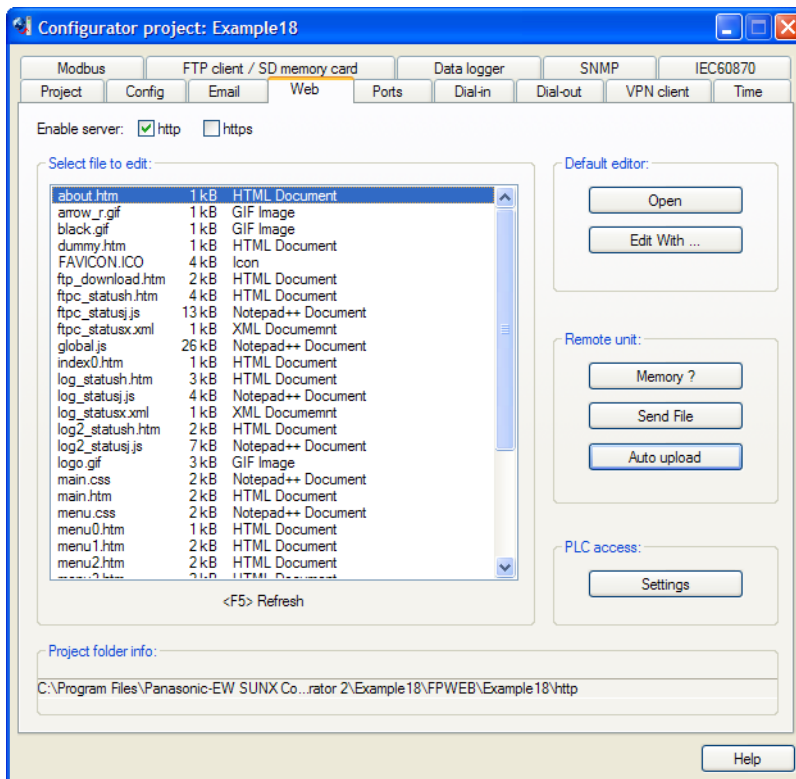 Configurator project: Example18
Modbus FTP client / SD memory card Data logger SNMP IEC60870
Project Config Email Web Ports Dial-in Dial-out VPN client Time
Enable server: http https
Select file to edit:
about.htm 1 kB HTML Document
arrow_r.gif 1 kB GIF Image
black.gif 1 kB GIF Image
dummy.htm 1 kB HTML Document
FAVICON.ICO 4 kB Icon
ftp_download.htm 2 kB HTML Document
ftpc_statush.htm 4 kB HTML Document
ftpc_statusj.js 13 kB Notepad++ Document
ftpc_statusx.xml 1 kB XML Documemnt
global.js 26 kB Notepad++ Document
index0.htm 1 kB HTML Document
log_statush.htm 3 kB HTML Document
log_statusj.js 4 kB Notepad++ Document
log_statusx.xml 1 kB XML Documemnt
log2_statush.htm 2 kB HTML Document
log2_statusj.js 7 kB Notepad++ Document
logo.gif 3 kB GIF Image
main.css 2 kB Notepad++ Document
main.htm 2 kB HTML Document
menu.css 2 kB Notepad++ Document
menu0.htm 1 kB HTML Document
menu1.htm 2 kB HTML Document
menu2.htm 2 kB HTML Document
<F5> Refresh
Default editor:
Open
Edit With ...
Remote unit:
Memory ?
Send File
Auto upload
PLC access:
Settings
Project folder info:
C:\Program Files\Panasonic-EW SUNX Co...rator 2\Example18\FPWEB\Example18\http
Help